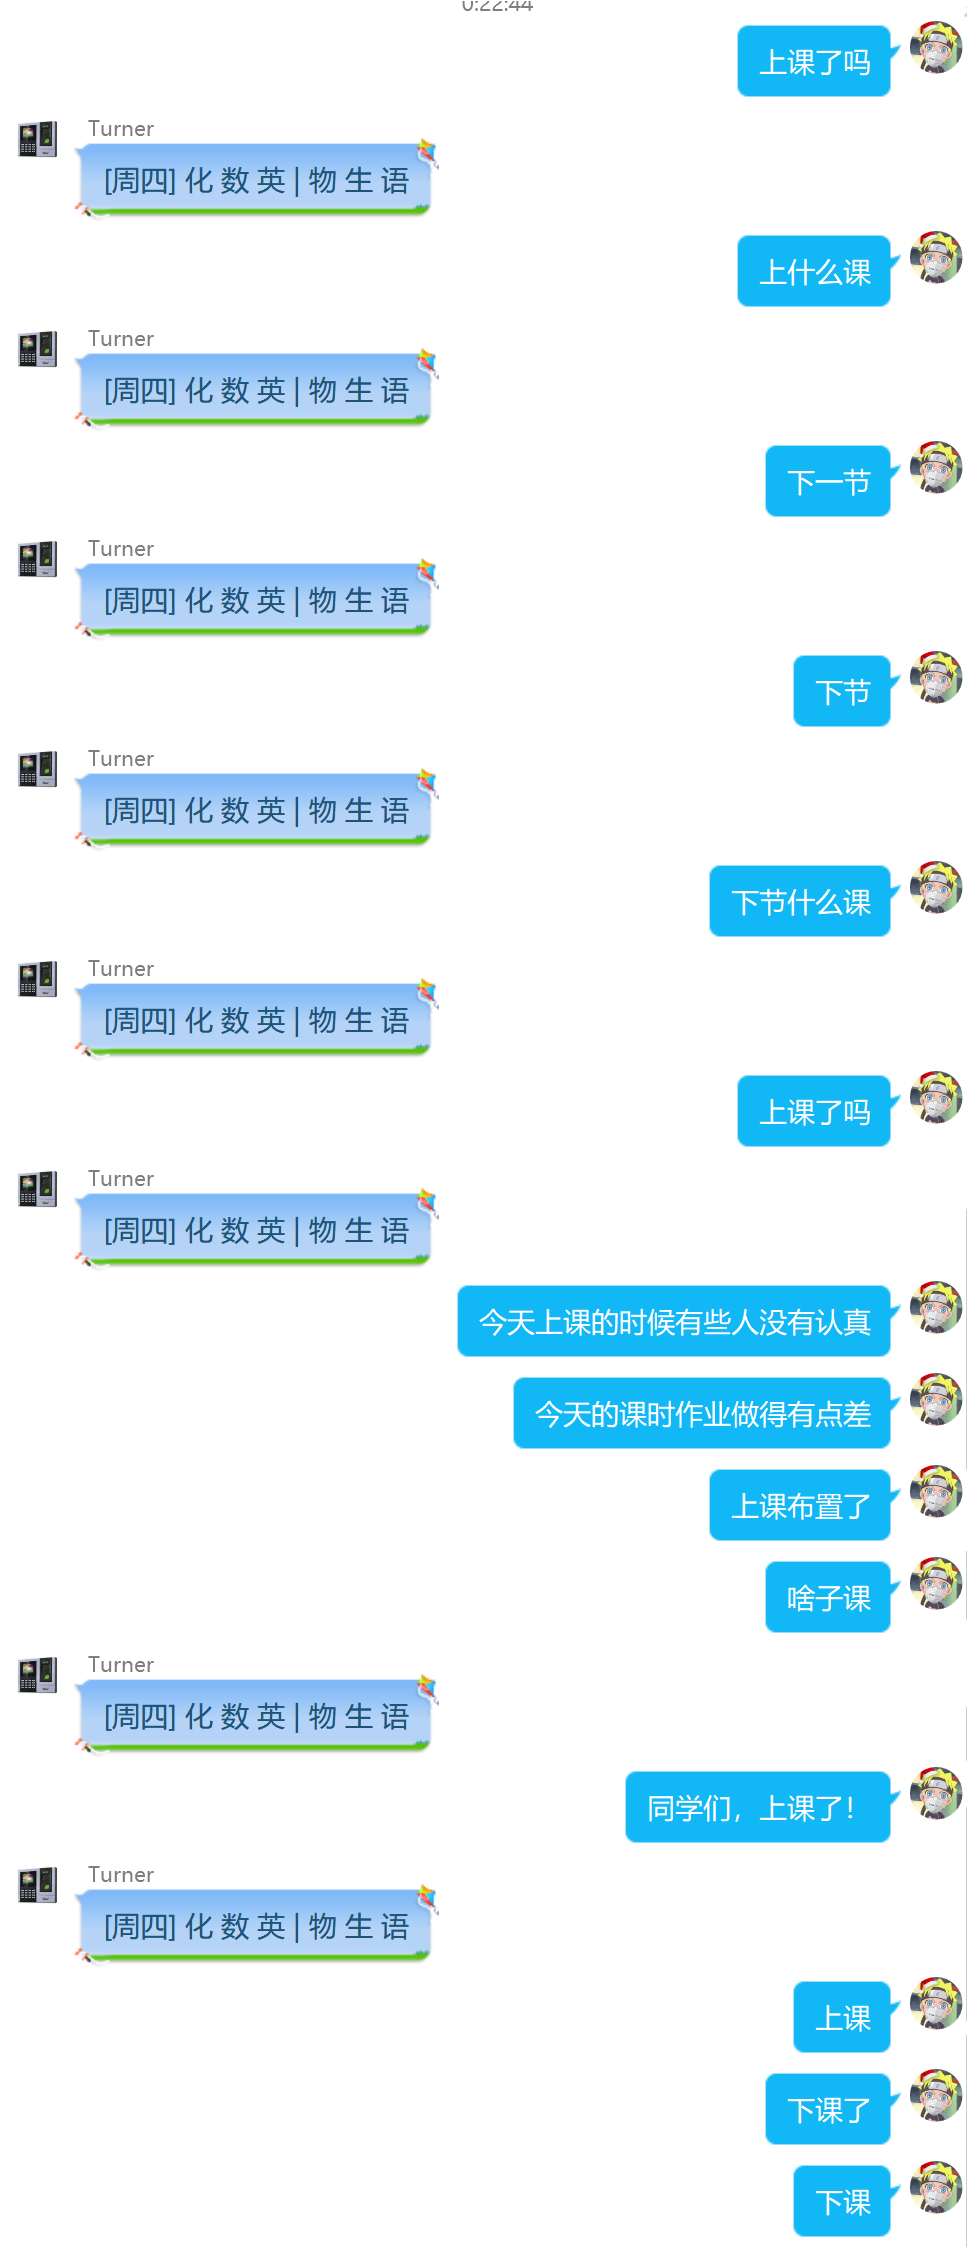 0:22:44
上课了吗
Turner
[周四] 化 数 英 | 物 生 语
上什么课
Turner
[周四] 化 数 英 | 物 生 语
下一节
Turner
[周四] 化 数 英 | 物 生 语
下节
Turner
[周四] 化 数 英 | 物 生 语
下节什么课
Turner
[周四] 化 数 英 | 物 生 语
上课了吗
Turner
[周四] 化 数 英 | 物 生 语
今天上课的时候有些人没有认真
今天的课时作业做得有点差
上课布置了
啥子课
Turner
[周四] 化 数 英 | 物 生 语
同学们，上课了！
Turner
[周四] 化 数 英 | 物 生 语
上课
下课了
下课